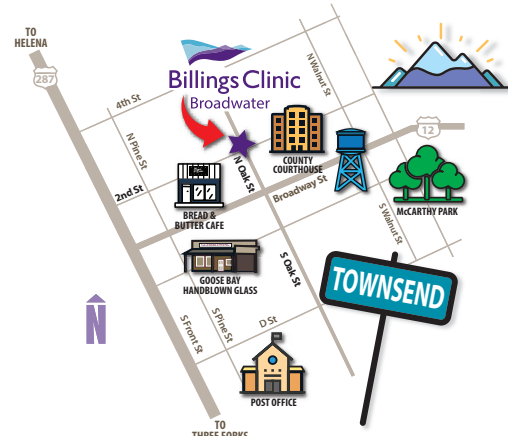 TO
HELENA
287
Billings Clinic
Broadwater
4th St
N Walnut St
12
N Pine St
COUNTY
COURTHOUSE
2nd St
N Oak St
Broadway St
BREAD &
BUTTER CAFE
McCARTHY PARK
S Walnut St
GOOSE BAY
HANDBLOWN GLASS
S Oak St
TOWNSEND
N
S Front St
S Pine St
D St
POST OFFICE
TO
THREE FORKS